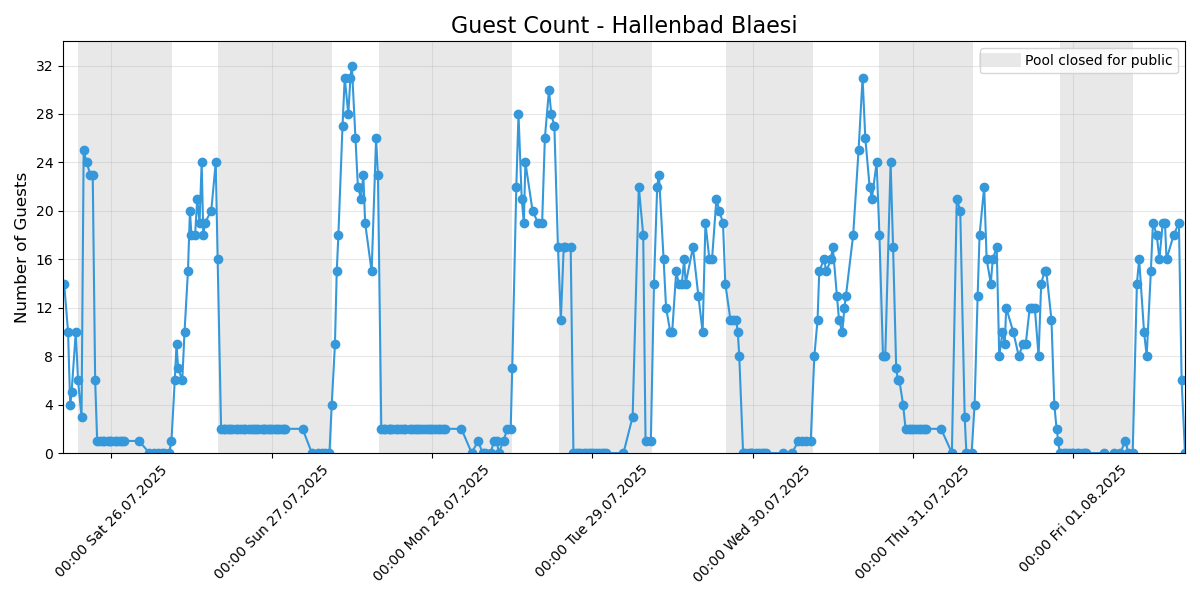 Guest Count - Hallenbad Blaesi
Pool closed for public
Number of Guests
32
28
24
20
16
12
8
4
0
00:00 Sat 26.07.2025
00:00 Sun 27.07.2025
00:00 Mon 28.07.2025
00:00 Tue 29.07.2025
00:00 Wed 30.07.2025
00:00 Thu 31.07.2025
00:00 Fri 01.08.2025